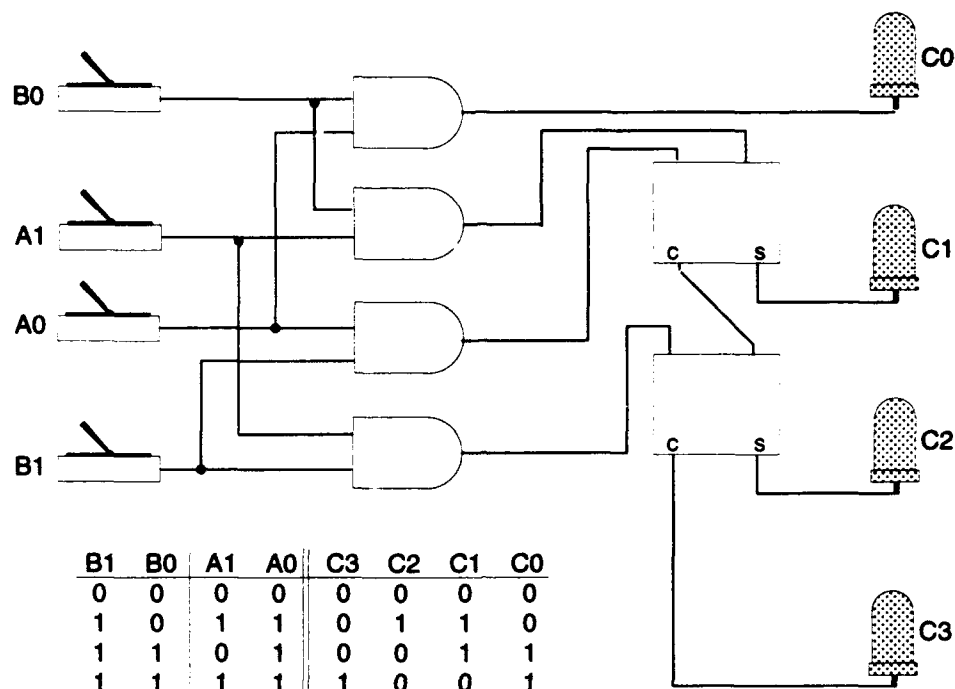 C0
B0
A1
C S
C1
A0
B1
C S
C2
B1 B0 A1 A0 C3 C2 C1 C0
0 0 0 0 0 0 0 0
1 0 1 1 0 1 1 0
1 1 0 1 0 0 1 1
1 1 1 1 1 0 0 1
C3